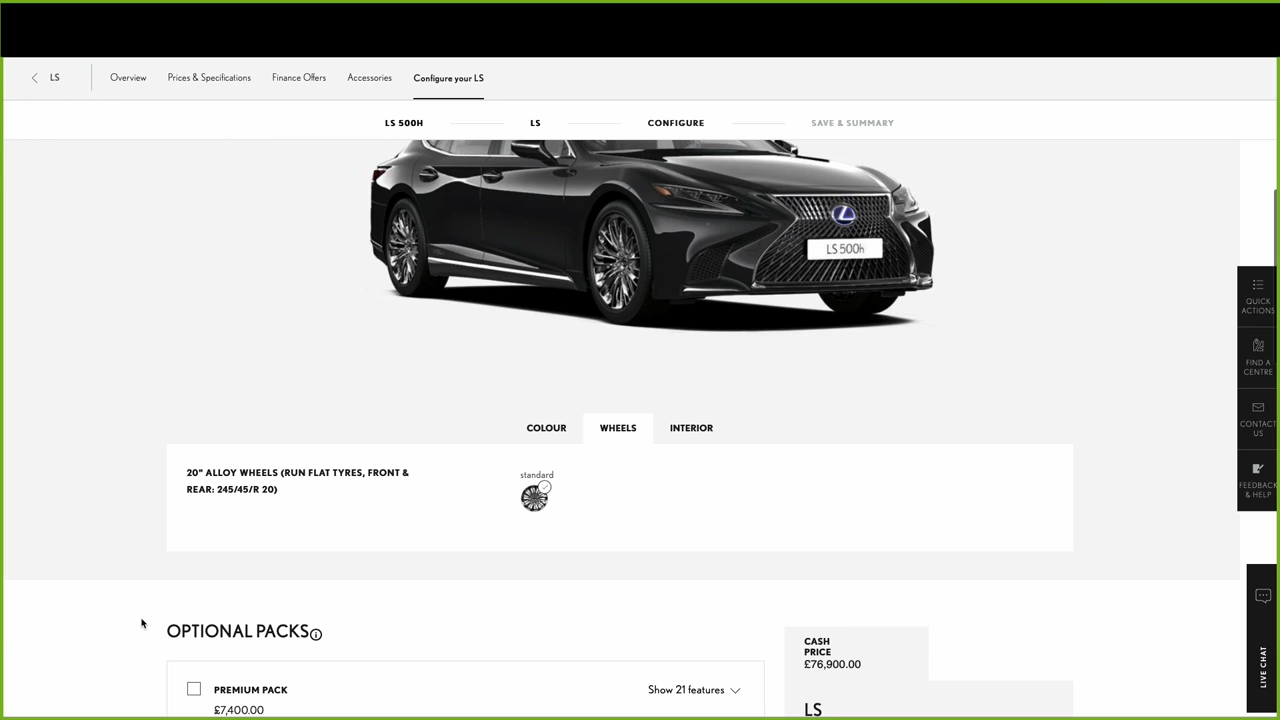 LS
Overview
Prices & Specifications
Finance Offers
Accessories
Configure your LS
LS 500H
LS
CONFIGURE
SAVE & SUMMARY
LS 500h
QUICK
ACTIONS
FIND A
CENTRE
CONTACT
US
FEEDBACK
& HELP
COLOUR
WHEELS
INTERIOR
20" ALLOY WHEELS (RUN FLAT TYRES, FRONT &
REAR: 245/45/R 20)
standard
OPTIONAL PACKS
PREMIUM PACK
Show 21 features
£7,400.00
CASH
PRICE
£76,900.00
LS
LIVE CHAT